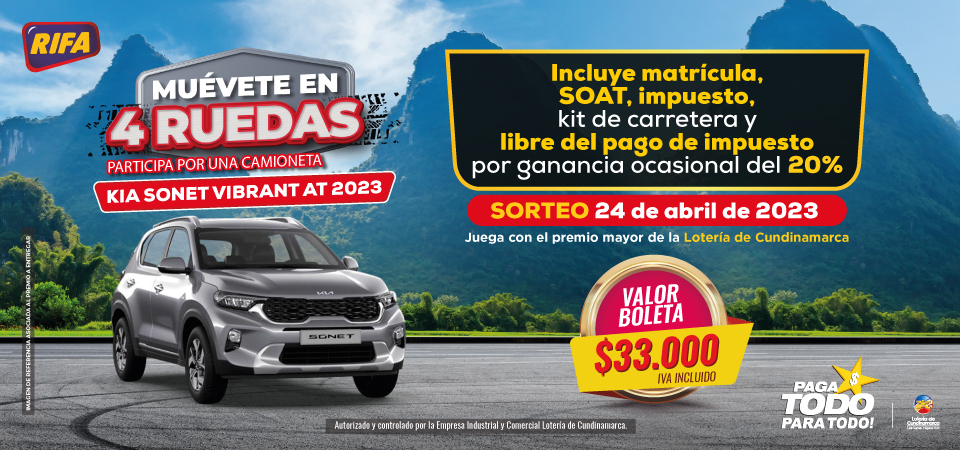 RIFA
MUÉVETE EN
4 RUEDAS
PARTICIPA POR UNA CAMIONETA
KIA SONET VIBRANT AT 2023
Incluye matrícula,
SOAT, impuesto,
kit de carretera y
libre del pago de impuesto
por ganancia ocasional del 20%
SORTEO 24 de abril de 2023
Juega con el premio mayor de la Lotería de Cundinamarca
VALOR
BOLETA
$33.000
IVA INCLUIDO
IMAGEN DE REFERENCIA ASOCIADA AL PREMIO A ENTREGAR
KIA
SONET
PAGA
TODO
PARA TODO!
$
Lotería de
Cundinamarca
Autorizado y controlado por la Empresa Industrial y Comercial Lotería de Cundinamarca.